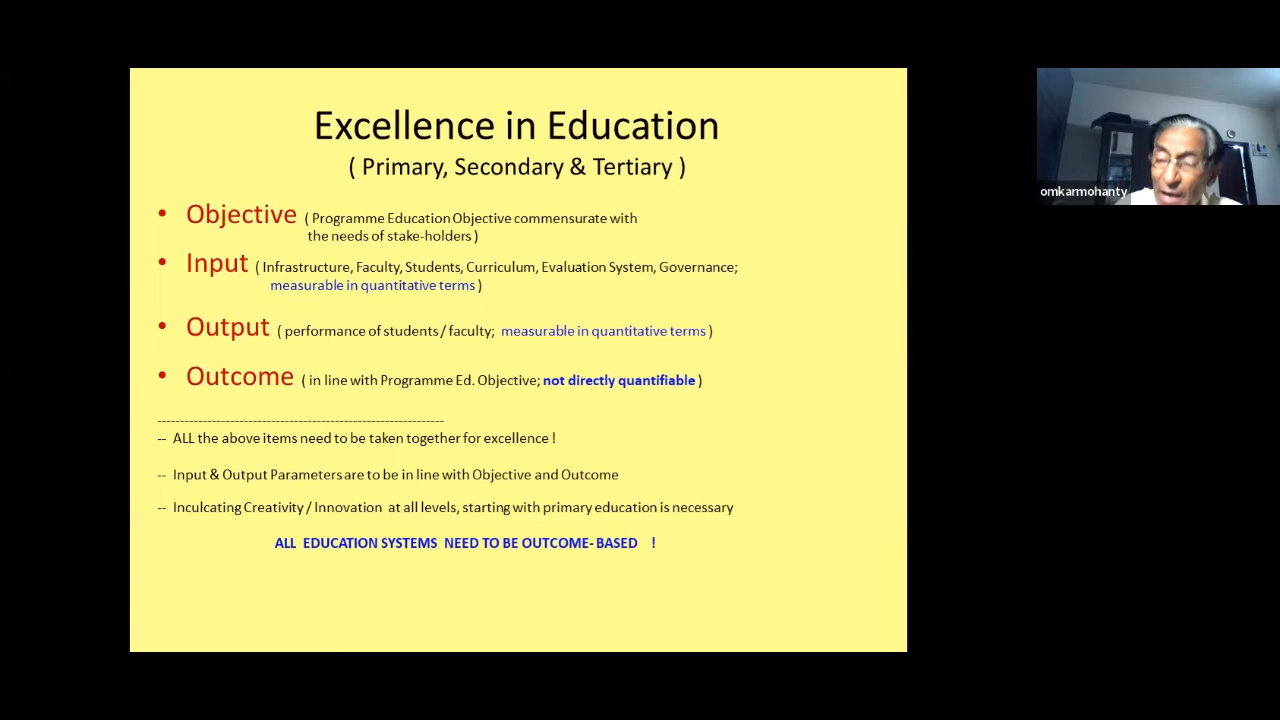 Excellence in Education
( Primary, Secondary & Tertiary )
• Objective ( Programme Education Objective commensurate with
the needs of stake-holders )
• Input ( Infrastructure, Faculty, Students, Curriculum, Evaluation System, Governance;
measurable in quantitative terms )
• Output ( performance of students / faculty; measurable in quantitative terms )
• Outcome ( in line with Programme Ed. Objective; not directly quantifiable )
---------------------------------------------------------------
-- ALL the above items need to be taken together for excellence !
-- Input & Output Parameters are to be in line with Objective and Outcome
-- Inculcating Creativity / Innovation at all levels, starting with primary education is necessary
ALL EDUCATION SYSTEMS NEED TO BE OUTCOME- BASED !
omkarmohanty